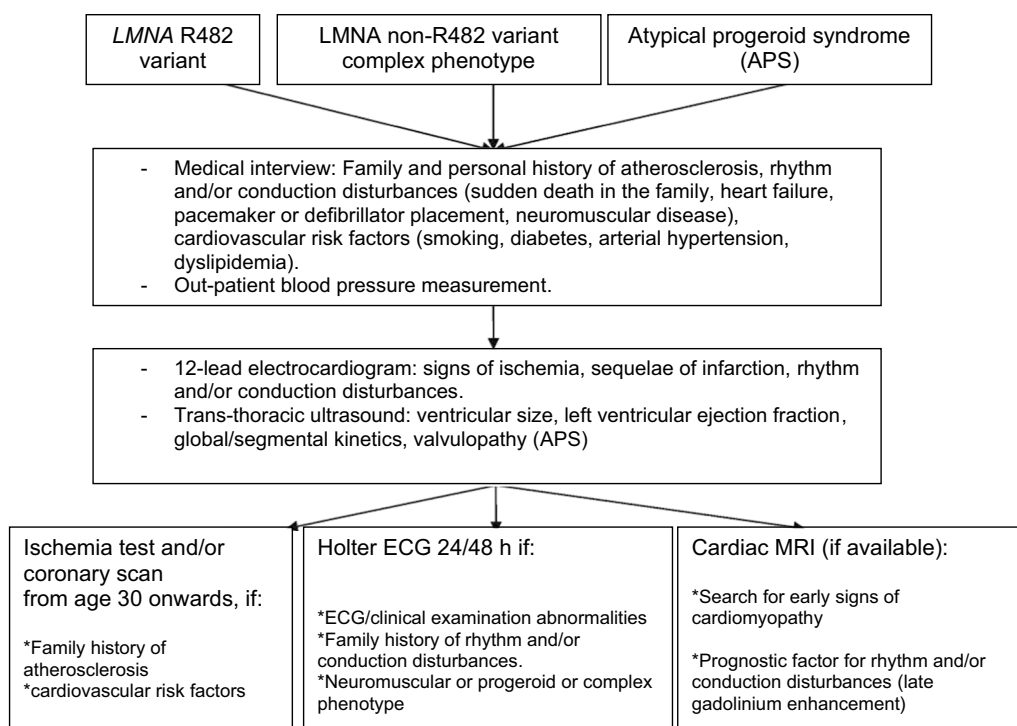 LMNA R482
variant
LMNA non-R482 variant
complex phenotype
Atypical progeroid syndrome
(APS)
- Medical interview: Family and personal history of atherosclerosis, rhythm
and/or conduction disturbances (sudden death in the family, heart failure,
pacemaker or defibrillator placement, neuromuscular disease),
cardiovascular risk factors (smoking, diabetes, arterial hypertension,
dyslipidemia).
- Out-patient blood pressure measurement.
- 12-lead electrocardiogram: signs of ischemia, sequelae of infarction, rhythm
and/or conduction disturbances.
- Trans-thoracic ultrasound: ventricular size, left ventricular ejection fraction,
global/segmental kinetics, valvulopathy (APS)
Ischemia test and/or
coronary scan
from age 30 onwards, if:
*Family history of
atherosclerosis
*cardiovascular risk factors
Holter ECG 24/48 h if:
*ECG/clinical examination abnormalities
*Family history of rhythm and/or
conduction disturbances.
*Neuromuscular or progeroid or complex
phenotype
Cardiac MRI (if available):
*Search for early signs of
cardiomyopathy
*Prognostic factor for rhythm and/or
conduction disturbances (late
gadolinium enhancement)